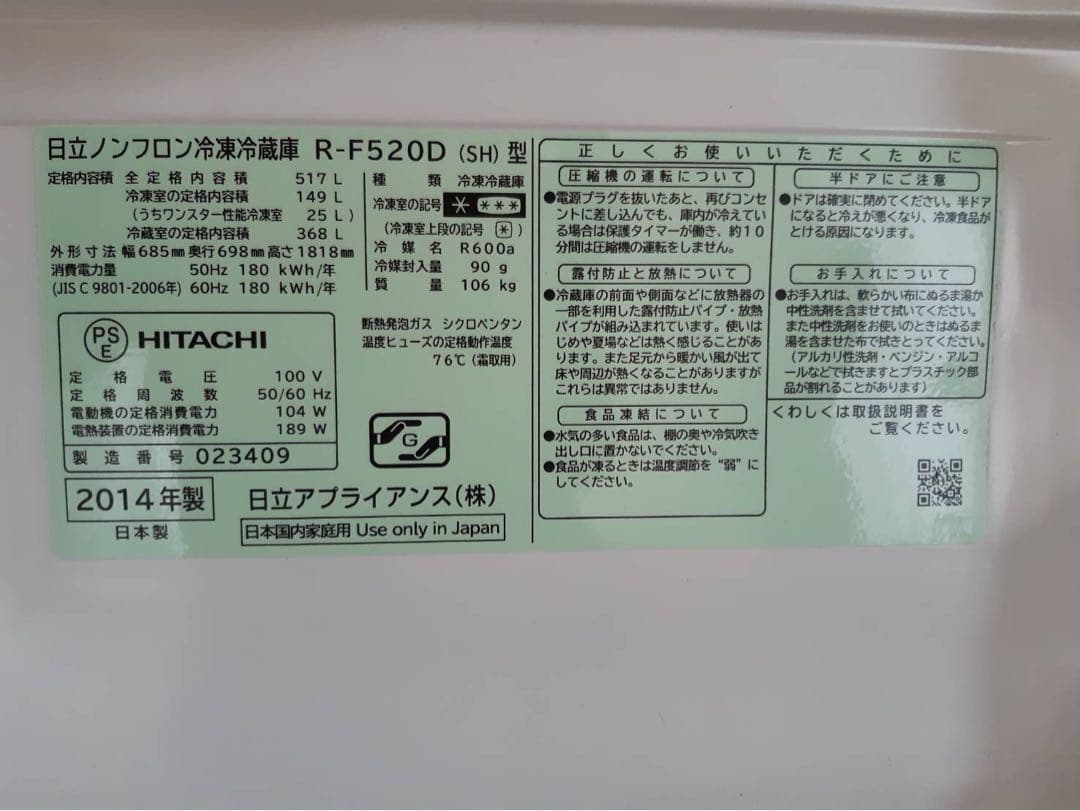 日立ノンフロン冷凍冷蔵庫 R-F520D (SH) 型
定格内容積 全定格内容積 517 L
冷凍室の定格内容積 149 L
(うちワンスター性能冷凍室 25 L)
冷蔵室の定格内容積 368 L
外形寸法 幅685mm 奥行698mm 高さ1818mm
消費電力量 50Hz 180 kWh/年
(JIS C 9801-2006年) 60Hz 180 kWh/年
種類 冷凍冷蔵庫
冷凍室の記号 * ***
(冷凍室上段の記号 *)
冷媒名 R600a
冷媒封入量 90 g
質量 106 kg
PSE HITACHI
定格電圧 100 V
定格周波数 50/60 Hz
電動機の定格消費電力 104 W
電熱装置の定格消費電力 189 W
製造番号 023409
断熱発泡ガス シクロペンタン
温度ヒューズの定格動作温度
76℃(霜取用)
G
2014年製
日本製
日立アプライアンス(株)
日本国内家庭用 Use only in Japan
正しくお使いいただくために
圧縮機の運転について
●電源プラグを抜いたあと、再びコンセ
ントに差し込んでも、庫内が冷えてい
る場合は保護タイマーが働き、約10
分間は圧縮機の運転をしません。
露付防止と放熱について
●冷蔵庫の前面や側面などに放熱器の
一部を利用した露付防止パイプ・放熱
パイプが組み込まれています。使いは
じめや夏場などは熱く感じることがあ
ります。また足元から暖かい風が出て
床や周辺が熱くなることがありますが
これらは異常ではありません。
食品凍結について
●水気の多い食品は、棚の奥や冷気吹き
出し口に置かないでください。
●食品が凍るときは温度調節を“弱”に
してください。
半ドアにご注意
●ドアは確実に閉めてください。半ドア
になると冷えが悪くなり、冷凍食品が
とける原因になります。
お手入れについて
●お手入れは、軟らかい布にぬるま湯か
中性洗剤を含ませて拭いてください。
また中性洗剤をお使いのときはぬるま
湯を含ませた布で拭きとってください。
(アルカリ性洗剤・ベンジン・アルコ
ールなどで拭きますとプラスチック部
品が割れることがあります)
くわしくは取扱説明書を
ご覧ください。